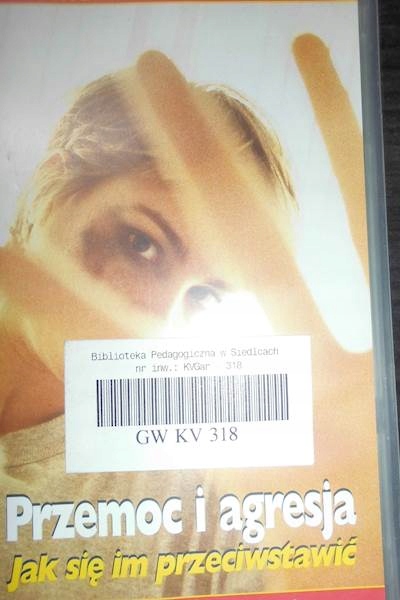 Biblioteka Pedagogiczna w Siedlcach
nr inw.: KVGar - 318
GW KV 318
Przemoc i agresja
Jak się im przeciwstawić